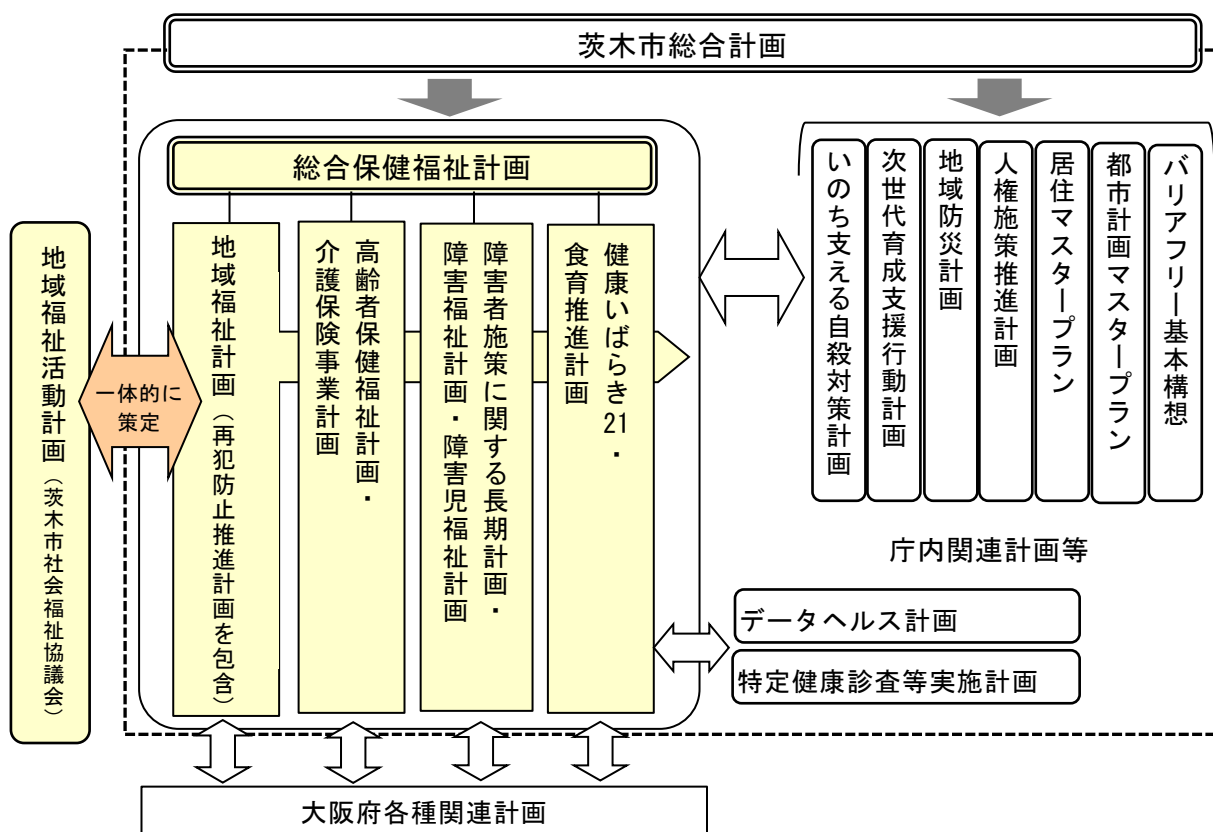 茨木市総合計画
総合保健福祉計画
地域福祉活動計画（茨木市社会福祉協議会）
一体的に
策定
地域福祉計画（再犯防止推進計画を包含）
高齢者保健福祉計画・
介護保険事業計画
障害者施策に関する長期計画・
障害福祉計画・障害児福祉計画
健康いばらき21・
食育推進計画
いのち支える自殺対策計画
次世代育成支援行動計画
地域防災計画
人権施策推進計画
居住マスタープラン
都市計画マスタープラン
バリアフリー基本構想
庁内関連計画等
データヘルス計画
特定健康診査等実施計画
大阪府各種関連計画